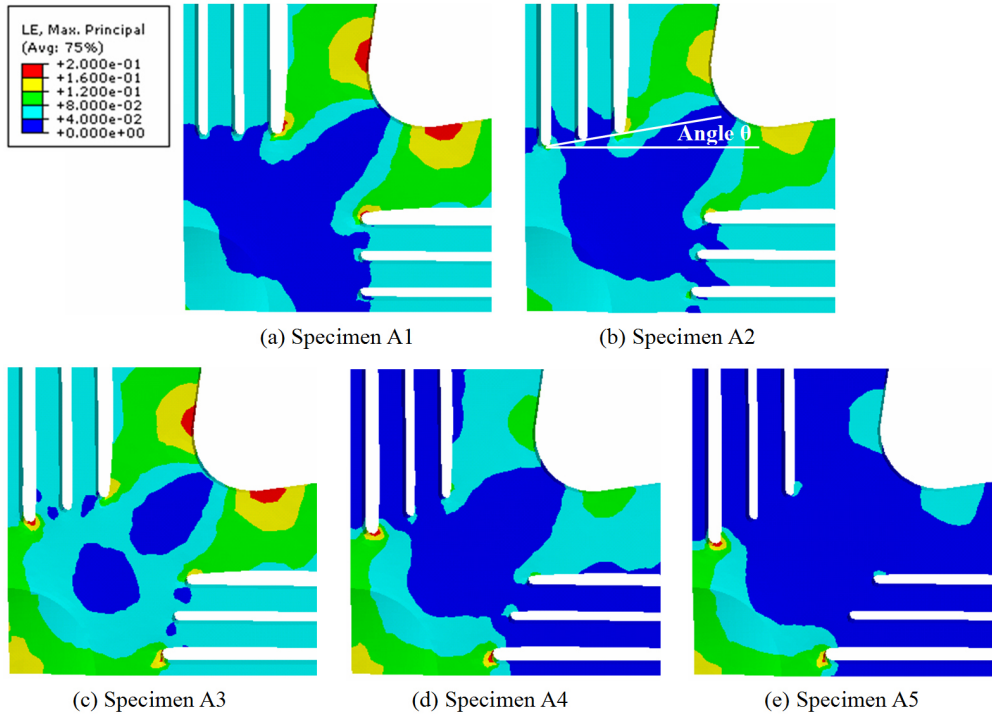 LE, Max. Principal
(Avg: 75%)
+2.000e-01
+1.600e-01
+1.200e-01
+8.000e-02
+4.000e-02
+0.000e+00
Angle θ
(a) Specimen A1
(b) Specimen A2
(c) Specimen A3
(d) Specimen A4
(e) Specimen A5